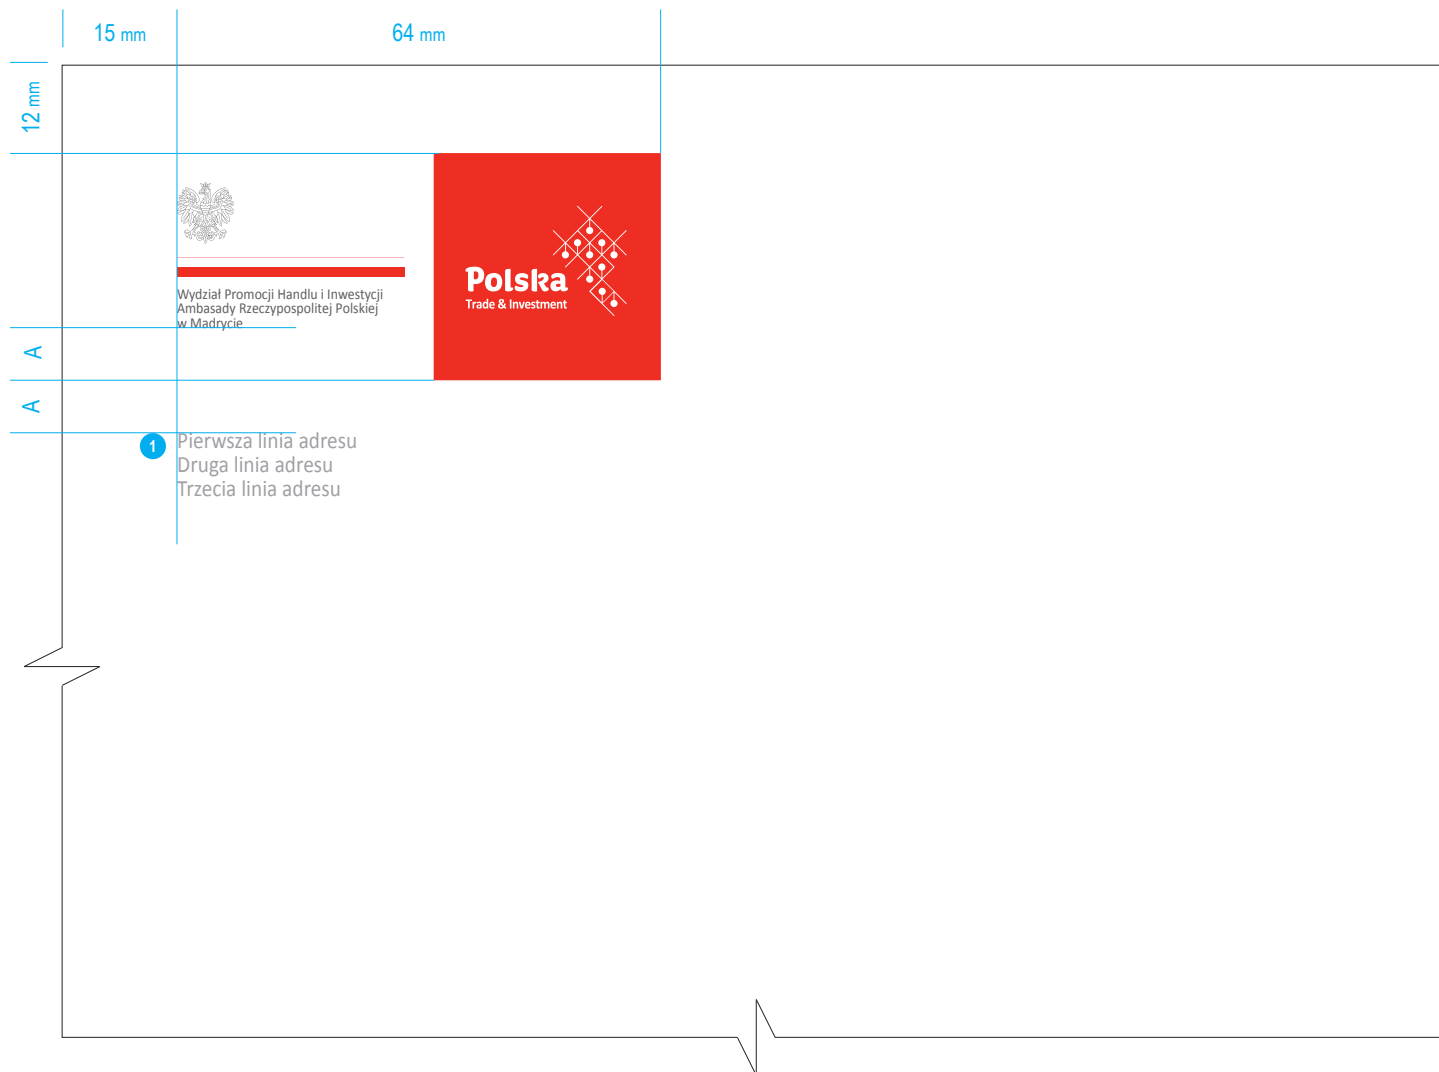 15 mm
64 mm
12 mm
Wydział Promocji Handlu i Inwestycji
Ambasady Rzeczypospolitej Polskiej
w Madrycie
Polska
Trade & Investment
A
A
1
Pierwsza linia adresu
Druga linia adresu
Trzecia linia adresu